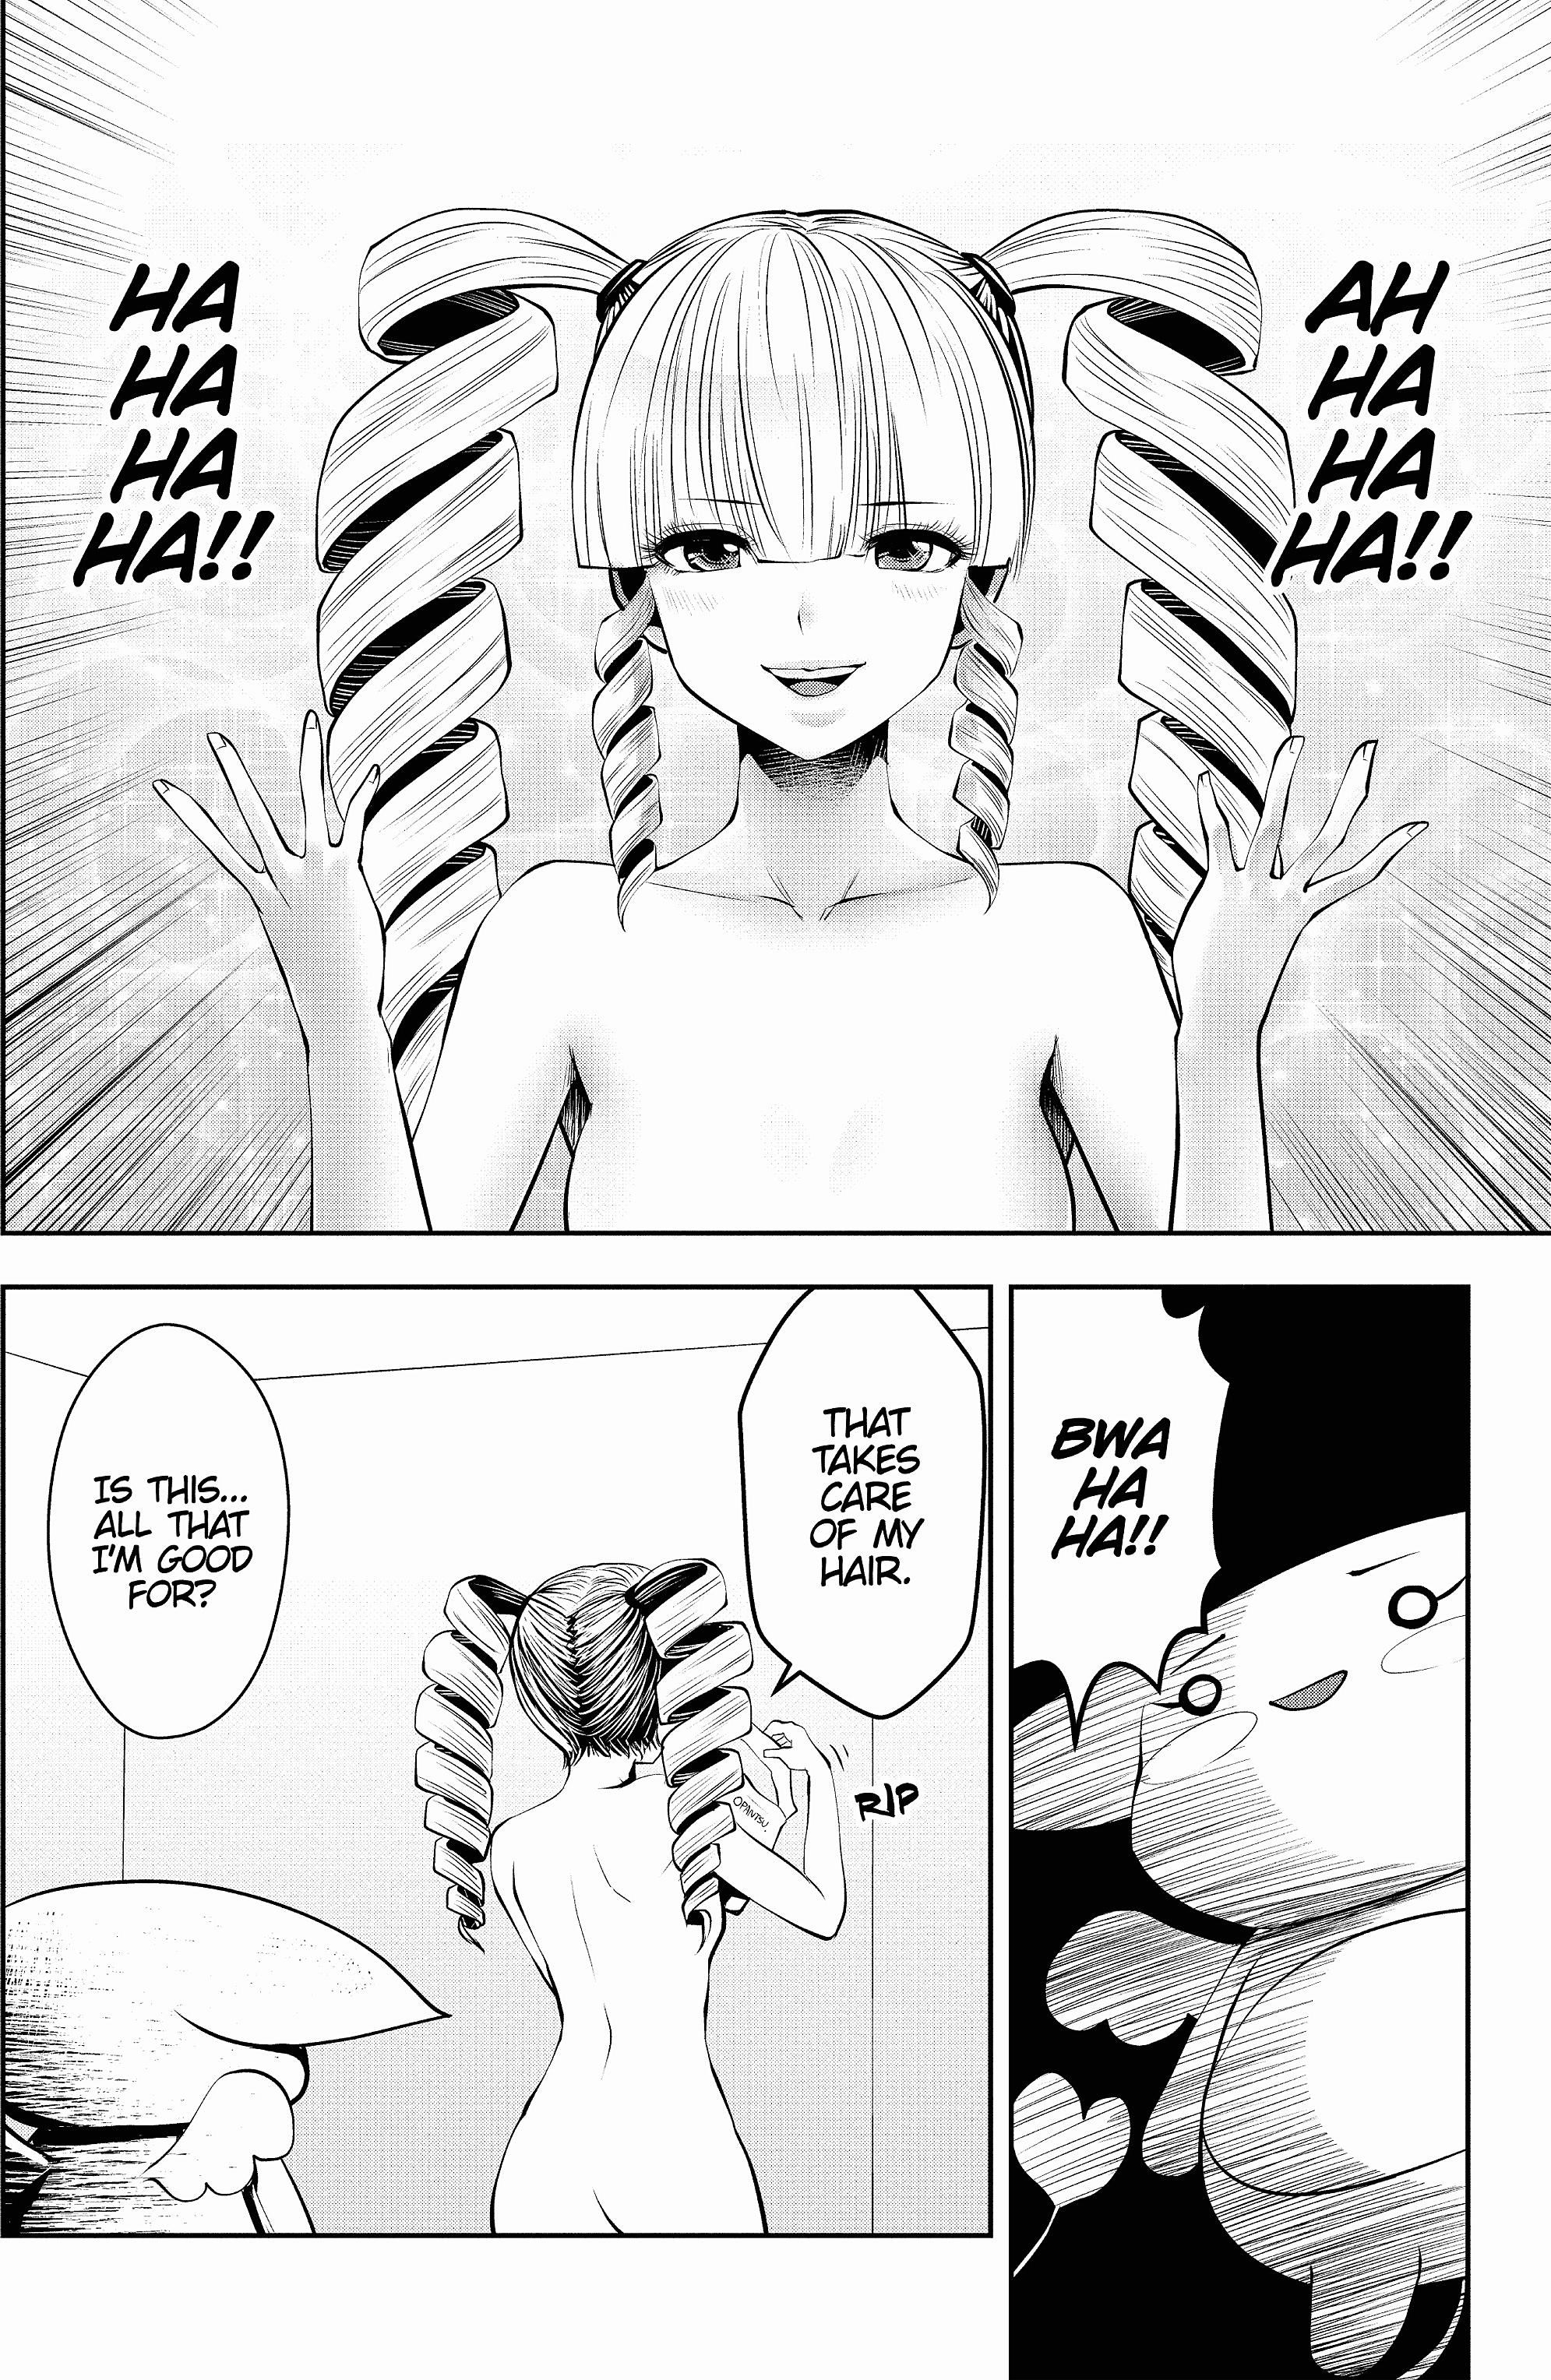 AH
HA
HA
HA!!
HA
HA
HA
HA!!
BWA
HA
HA!!
THAT
TAKES
CARE
OF MY
HAIR.
OPANTSU.
RIP
IS THIS...
ALL THAT
I'M GOOD
FOR?